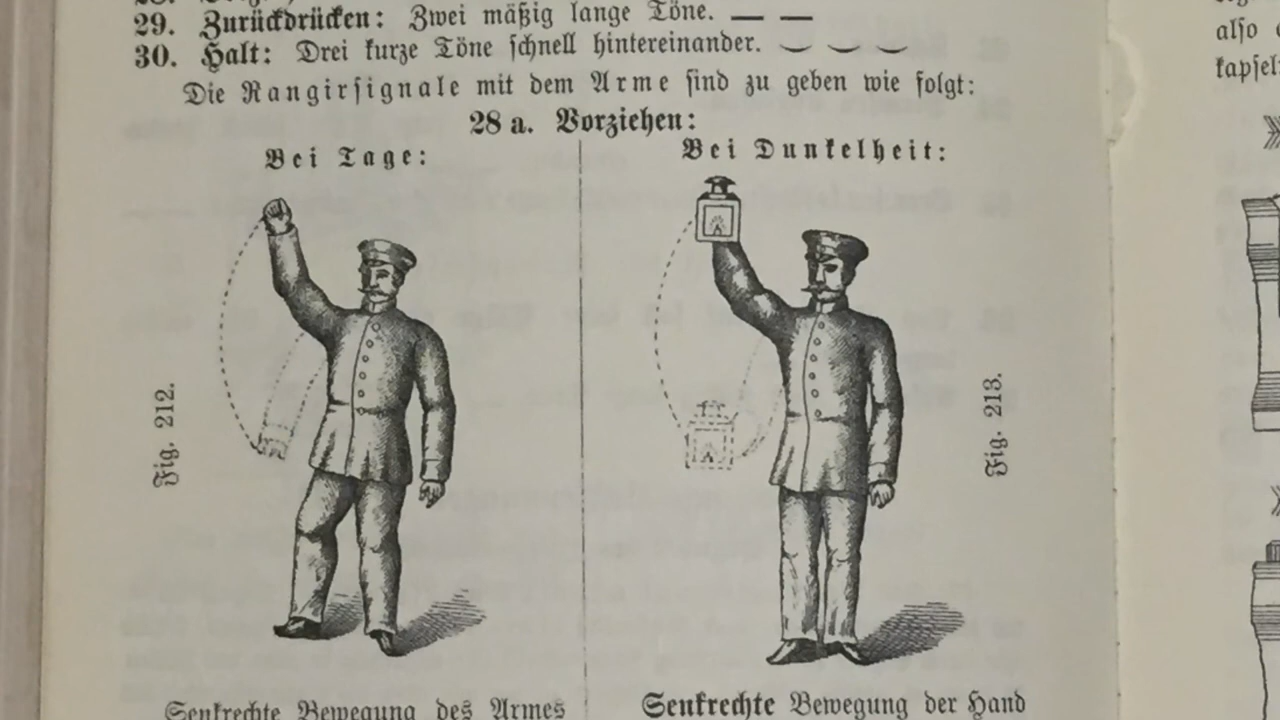 29. Zurückdrücken: Zwei mäßig lange Töne. — —
30. Halt: Drei kurze Töne schnell hintereinander. ⏑ ⏑ ⏑
Die Rangirsignale mit dem Arme sind zu geben wie folgt:
28 a. Vorziehen:
Bei Tage:
Bei Dunkelheit:
Fig. 212.
Fig. 213.
Senkrechte Bewegung des Armes
Senkrechte Bewegung der Hand
also
kapsel